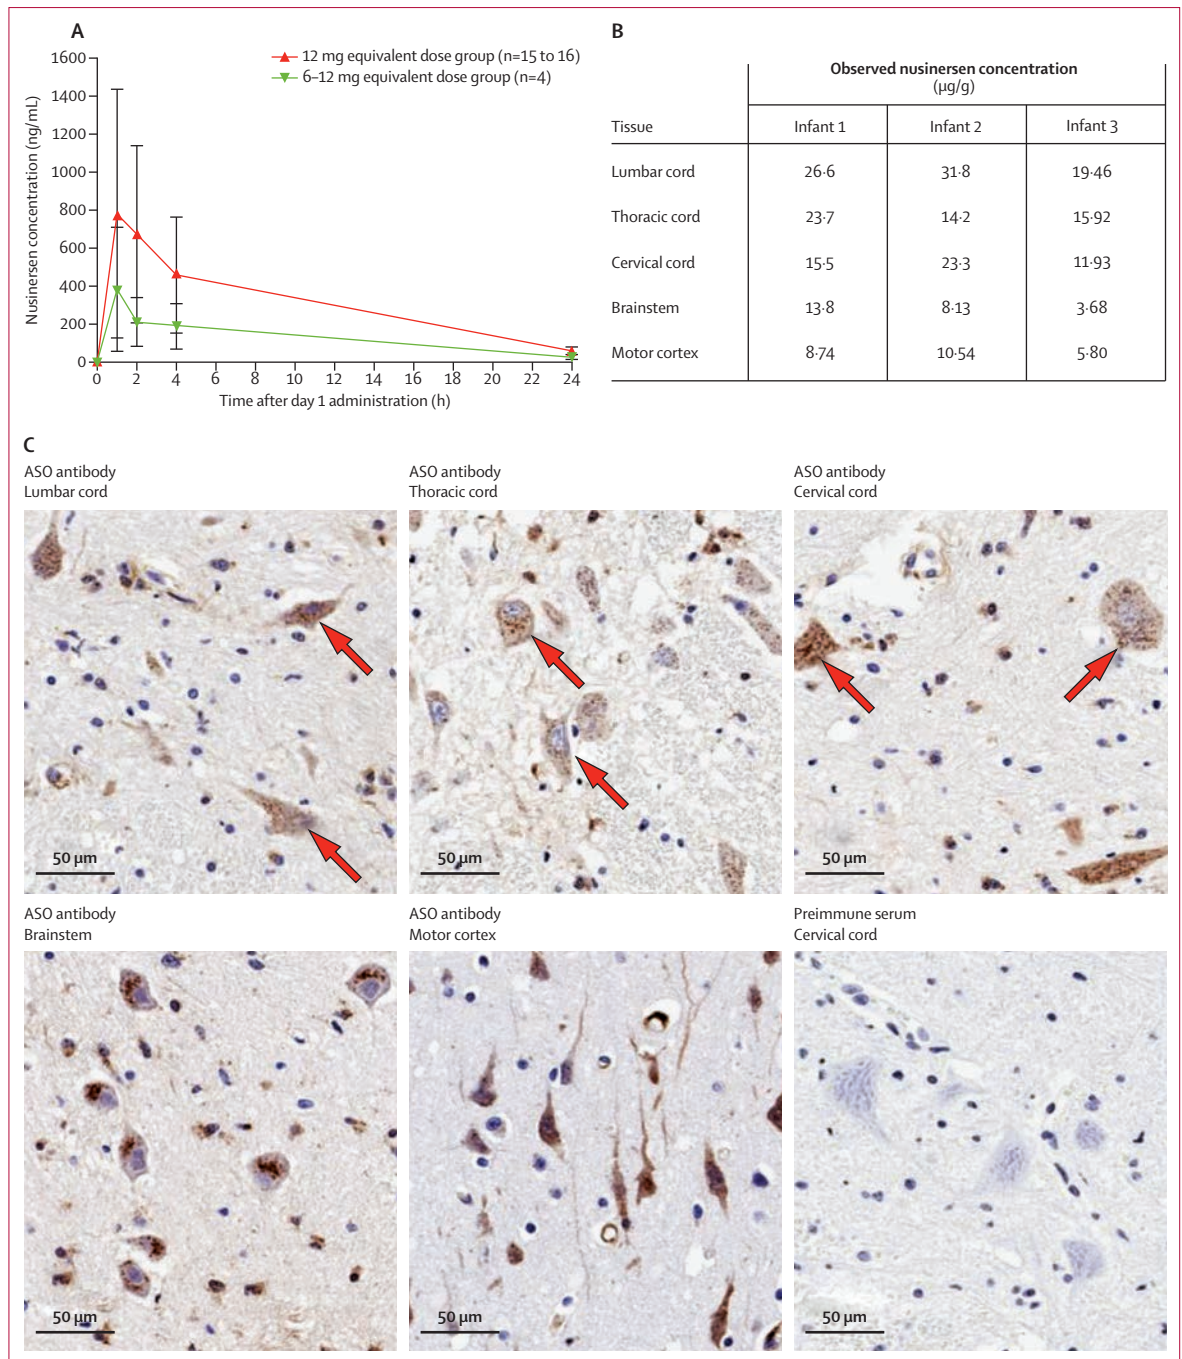 A
12 mg equivalent dose group (n=15 to 16)
6–12 mg equivalent dose group (n=4)
Nusinersen concentration (ng/mL)
1600
1400
1200
1000
800
600
400
200
0
0 2 4 6 8 10 12 14 16 18 20 22 24
Time after day 1 administration (h)
B
Observed nusinersen concentration
(µg/g)
Tissue Infant 1 Infant 2 Infant 3
Lumbar cord 26·6 31·8 19·46
Thoracic cord 23·7 14·2 15·92
Cervical cord 15·5 23·3 11·93
Brainstem 13·8 8·13 3·68
Motor cortex 8·74 10·54 5·80
C
ASO antibody
Lumbar cord
50 µm
ASO antibody
Thoracic cord
50 µm
ASO antibody
Cervical cord
50 µm
ASO antibody
Brainstem
50 µm
ASO antibody
Motor cortex
50 µm
Preimmune serum
Cervical cord
50 µm